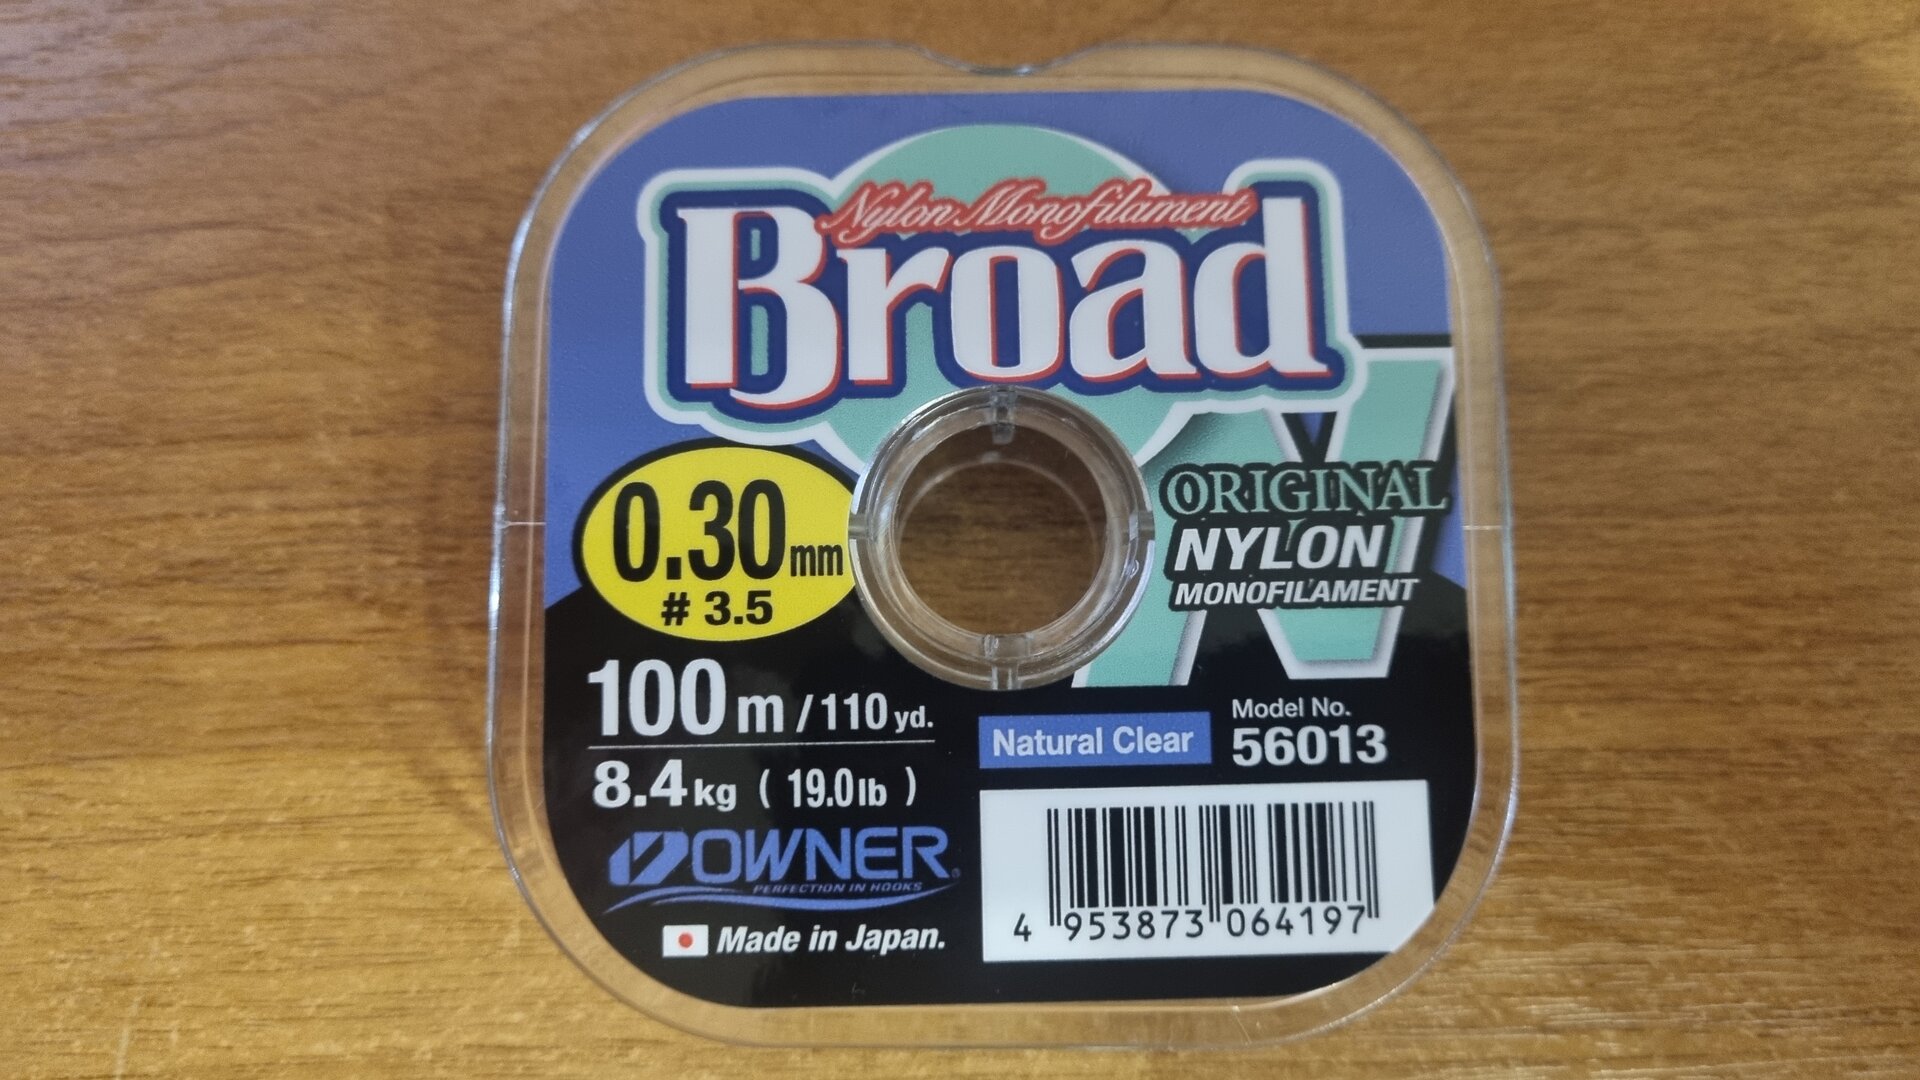 Nylon Monofilament
Broad
0.30mm
# 3.5
ORIGINAL
NYLON
MONOFILAMENT
N
100m/110yd.
8.4kg ( 19.0lb )
Natural Clear
Model No.
56013
OWNER®
PERFECTION IN HOOKS
Made in Japan.
4 953873 064197